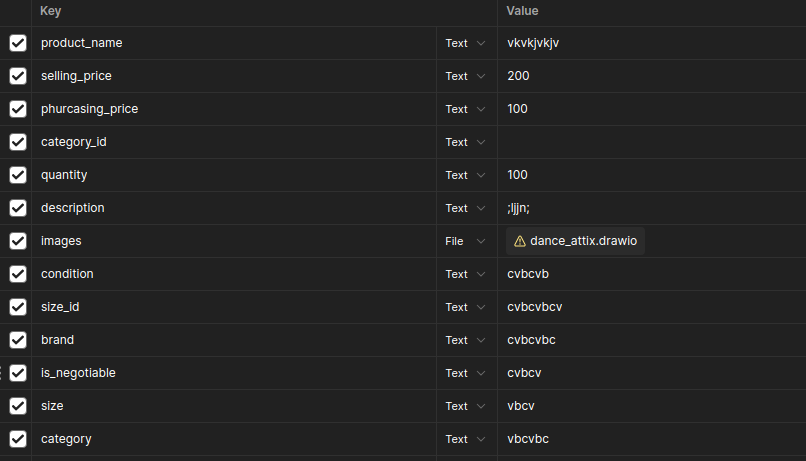 Key Value
product_name Text vkvkjvkjv
selling_price Text 200
phurcasing_price Text 100
category_id Text
quantity Text 100
description Text ;ljjn;
images File dance_attix.drawio
condition Text cvbcvb
size_id Text cvbcvbcv
brand Text cvbcvbc
is_negotiable Text cvbcv
size Text vbcv
category Text vbcvbc